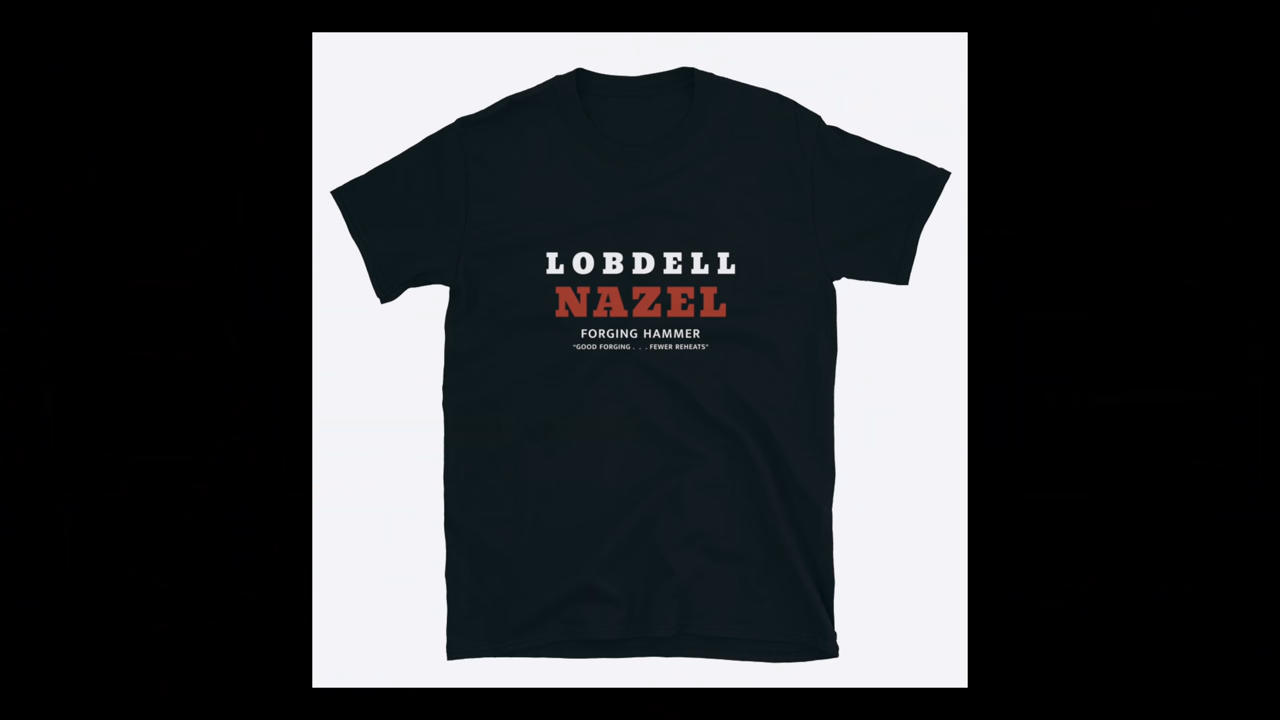 LOBDELL
NAZEL
FORGING HAMMER
"GOOD FORGING . . . FEWER REHEATS"